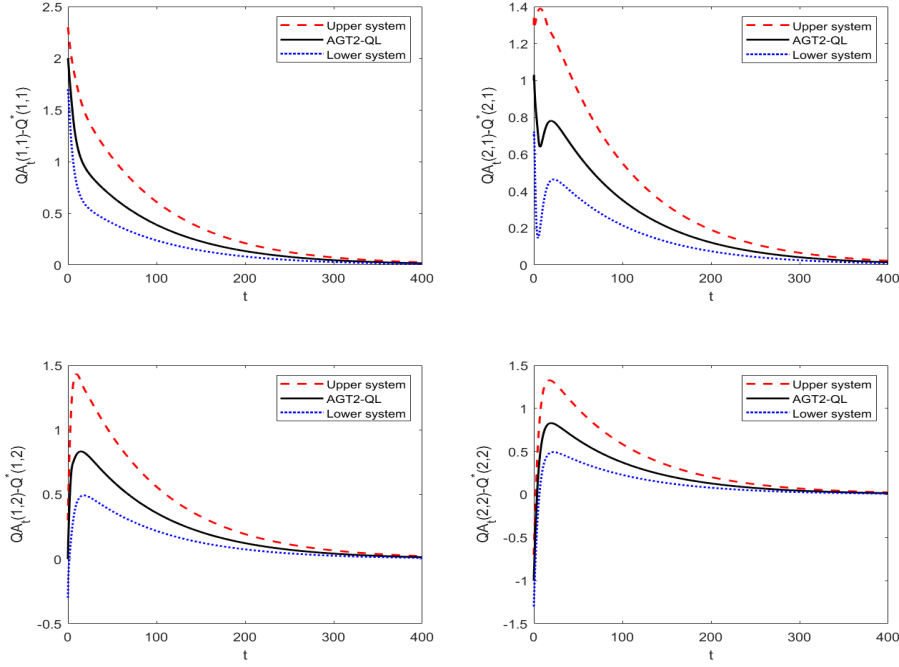 2.5
2
1.5
1
0.5
0
0
100
200
300
400
t
QA_t(1,1)-Q^*(1,1)
Upper system
AGT2-QL
Lower system
1.4
1.2
1
0.8
0.6
0.4
0.2
0
0
100
200
300
400
t
QA_t(2,1)-Q^*(2,1)
Upper system
AGT2-QL
Lower system
1.5
1
0.5
0
-0.5
0
100
200
300
400
t
QA_t(1,2)-Q^*(1,2)
Upper system
AGT2-QL
Lower system
1.5
1
0.5
0
-0.5
-1
-1.5
0
100
200
300
400
t
QA_t(2,2)-Q^*(2,2)
Upper system
AGT2-QL
Lower system